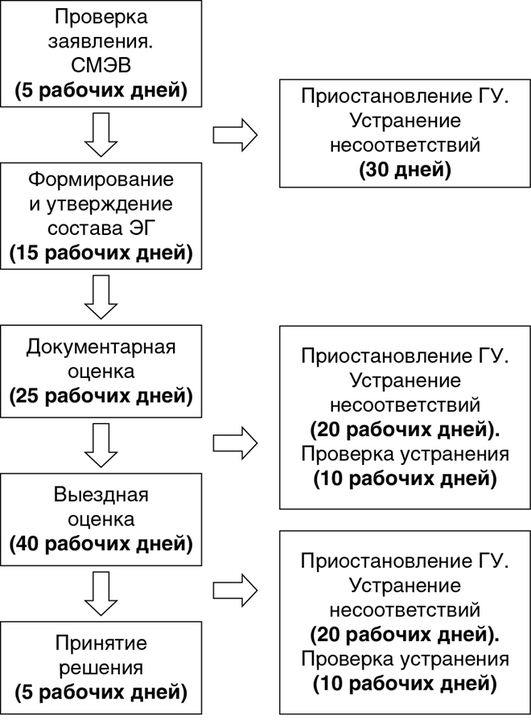 Проверка
заявления.
СМЭВ
(5 рабочих дней)
Приостановление ГУ.
Устранение
несоответствий
(30 дней)
Формирование
и утверждение
состава ЭГ
(15 рабочих дней)
Документарная
оценка
(25 рабочих дней)
Приостановление ГУ.
Устранение
несоответствий
(20 рабочих дней).
Проверка устранения
(10 рабочих дней)
Выездная
оценка
(40 рабочих дней)
Приостановление ГУ.
Устранение
несоответствий
(20 рабочих дней).
Проверка устранения
(10 рабочих дней)
Принятие
решения
(5 рабочих дней)